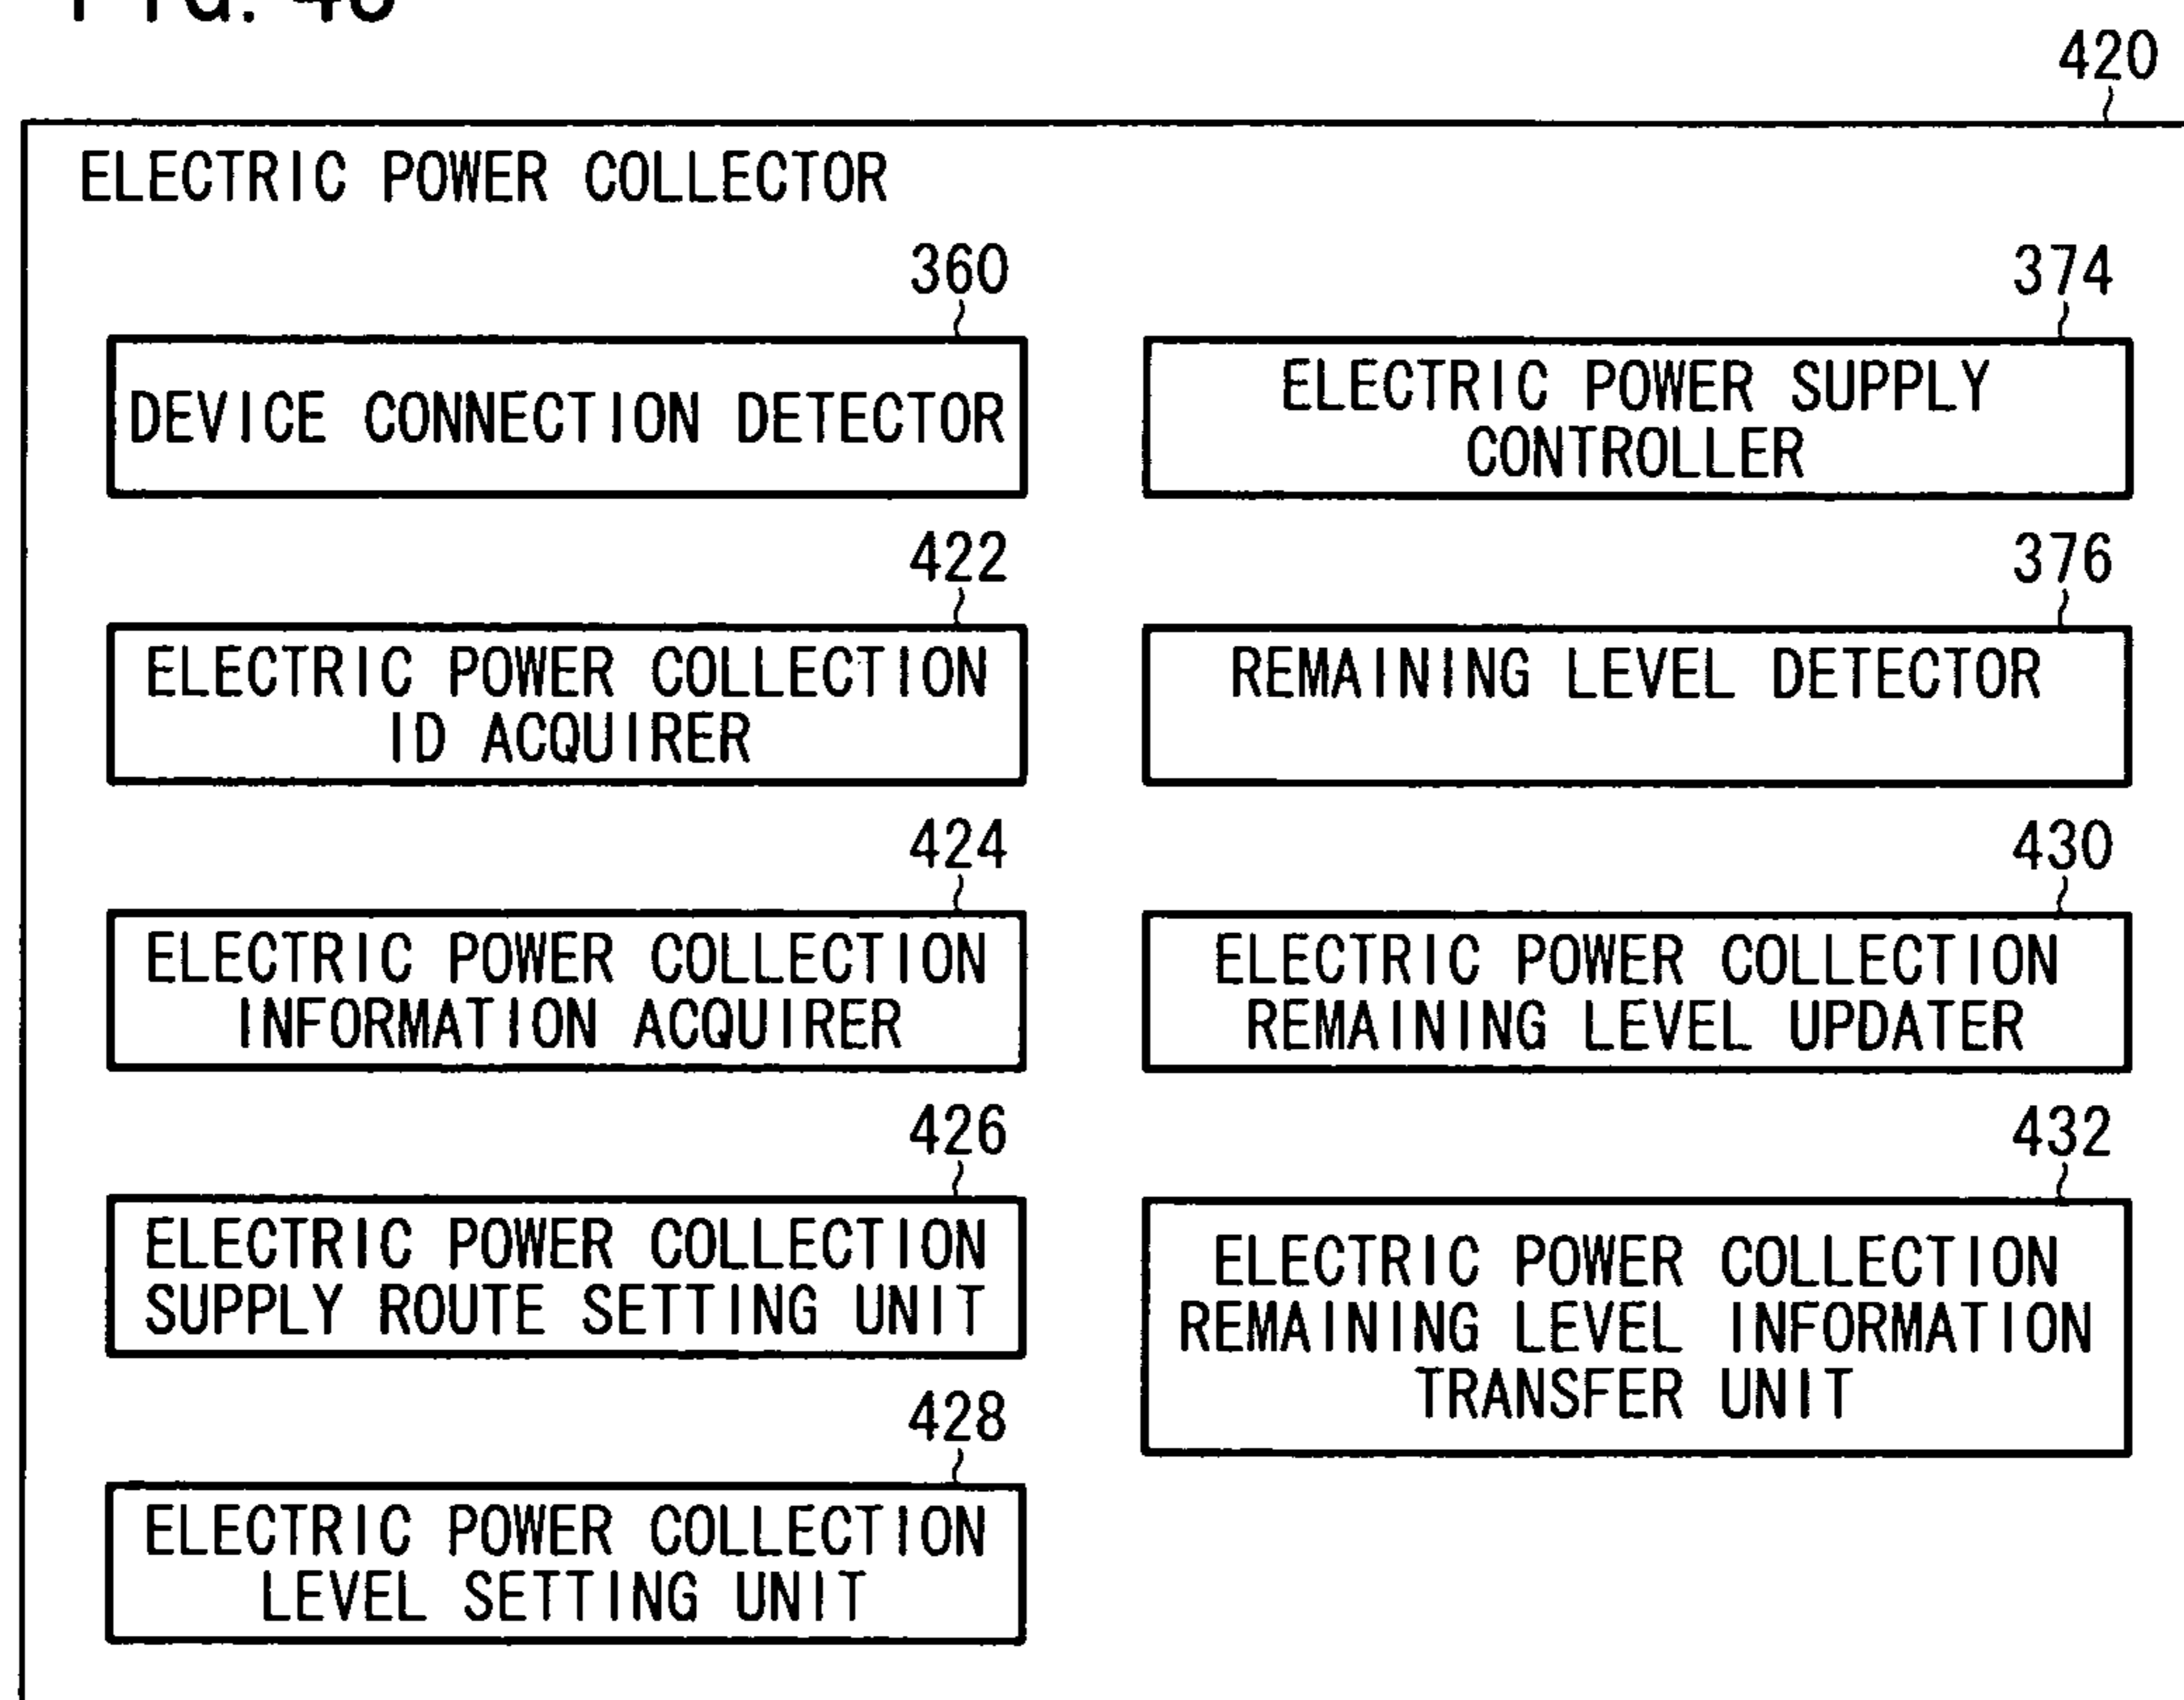 420
ELECTRIC POWER COLLECTOR
360
DEVICE CONNECTION DETECTOR
422
ELECTRIC POWER COLLECTION
ID ACQUIRER
424
ELECTRIC POWER COLLECTION
INFORMATION ACQUIRER
426
ELECTRIC POWER COLLECTION
SUPPLY ROUTE SETTING UNIT
428
ELECTRIC POWER COLLECTION
LEVEL SETTING UNIT
374
ELECTRIC POWER SUPPLY
CONTROLLER
376
REMAINING LEVEL DETECTOR
430
ELECTRIC POWER COLLECTION
REMAINING LEVEL UPDATER
432
ELECTRIC POWER COLLECTION
REMAINING LEVEL INFORMATION
TRANSFER UNIT